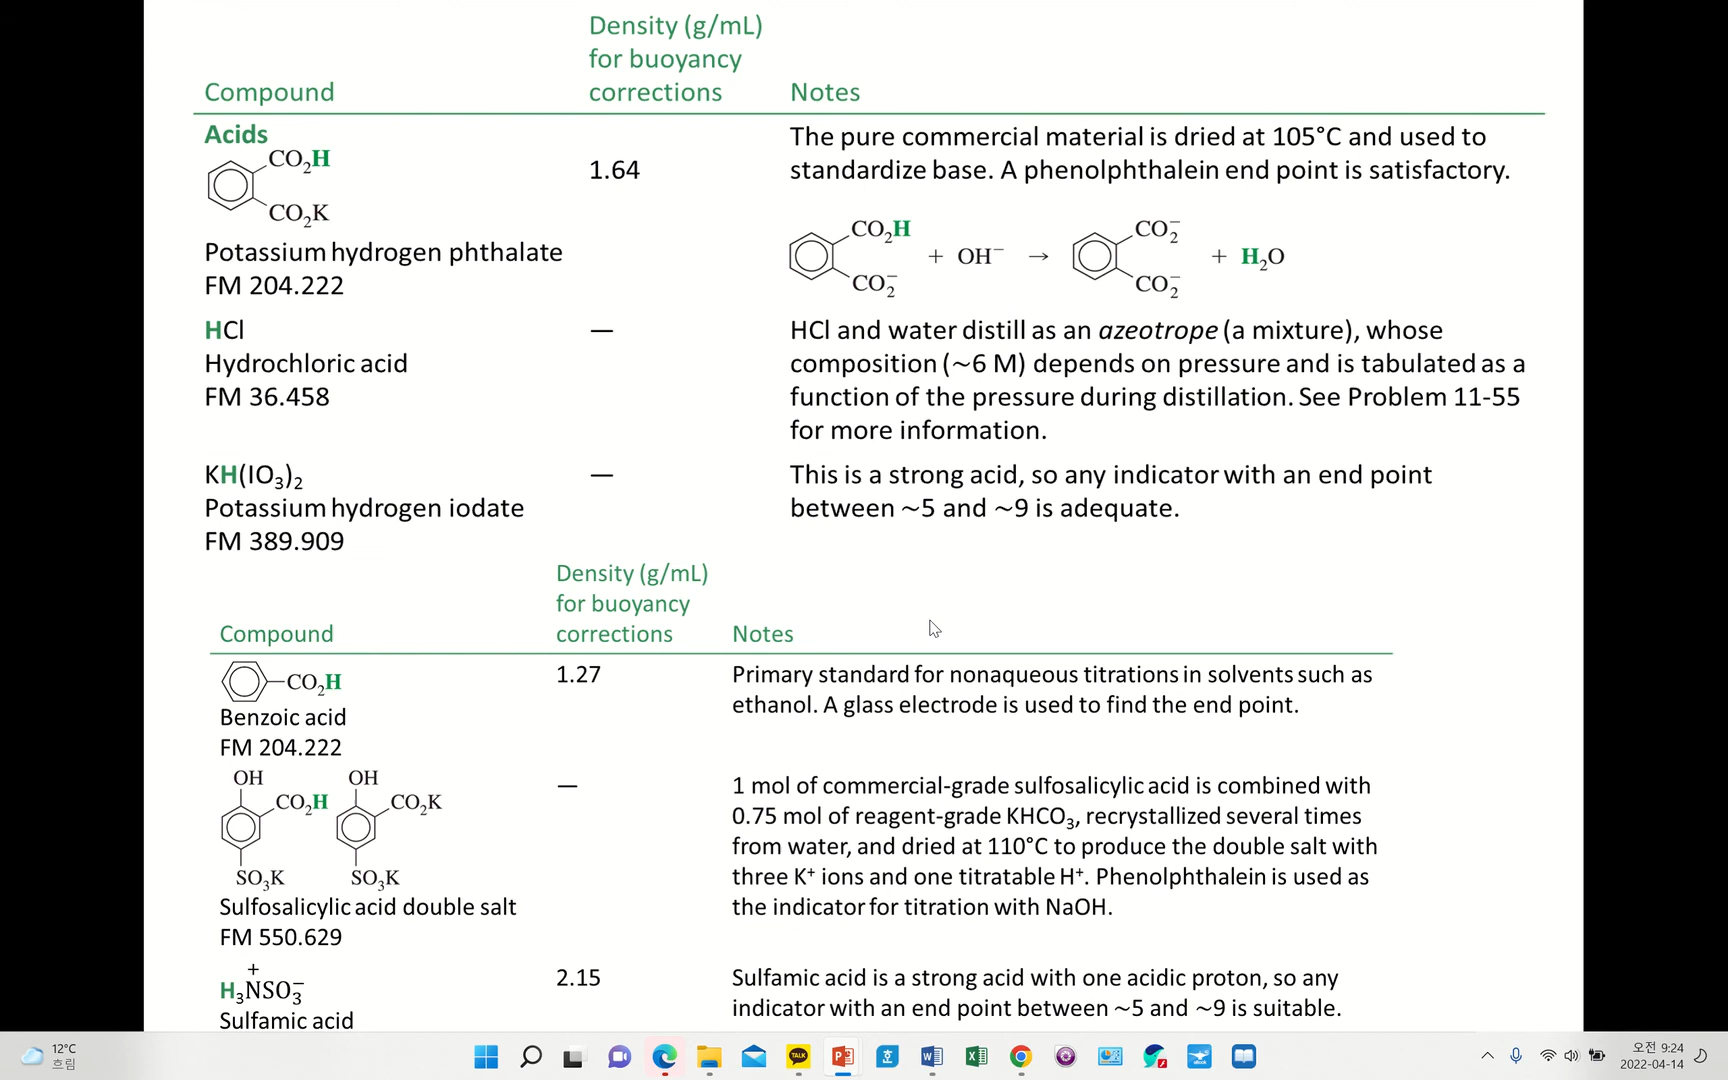 Density (g/mL)
for buoyancy
Compound corrections Notes
Acids
CO₂H
CO₂K
Potassium hydrogen phthalate
FM 204.222
1.64
The pure commercial material is dried at 105°C and used to
standardize base. A phenolphthalein end point is satisfactory.
CO₂H CO₂⁻
+ OH⁻ → + H₂O
CO₂⁻ CO₂⁻
HCl
Hydrochloric acid
FM 36.458
—
HCl and water distill as an azeotrope (a mixture), whose
composition (~6 M) depends on pressure and is tabulated as a
function of the pressure during distillation. See Problem 11-55
for more information.
KH(IO₃)₂
Potassium hydrogen iodate
FM 389.909
—
This is a strong acid, so any indicator with an end point
between ~5 and ~9 is adequate.
Density (g/mL)
for buoyancy
Compound corrections Notes
CO₂H
Benzoic acid
FM 204.222
1.27
Primary standard for nonaqueous titrations in solvents such as
ethanol. A glass electrode is used to find the end point.
OH OH
CO₂H CO₂K
SO₃K SO₃K
Sulfosalicylic acid double salt
FM 550.629
—
1 mol of commercial-grade sulfosalicylic acid is combined with
0.75 mol of reagent-grade KHCO₃, recrystallized several times
from water, and dried at 110°C to produce the double salt with
three K⁺ ions and one titratable H⁺. Phenolphthalein is used as
the indicator for titration with NaOH.
+
H₃NSO₃⁻
Sulfamic acid
2.15
Sulfamic acid is a strong acid with one acidic proton, so any
indicator with an end point between ~5 and ~9 is suitable.
12°C
흐림
TALK
오전 9:24
2022-04-14